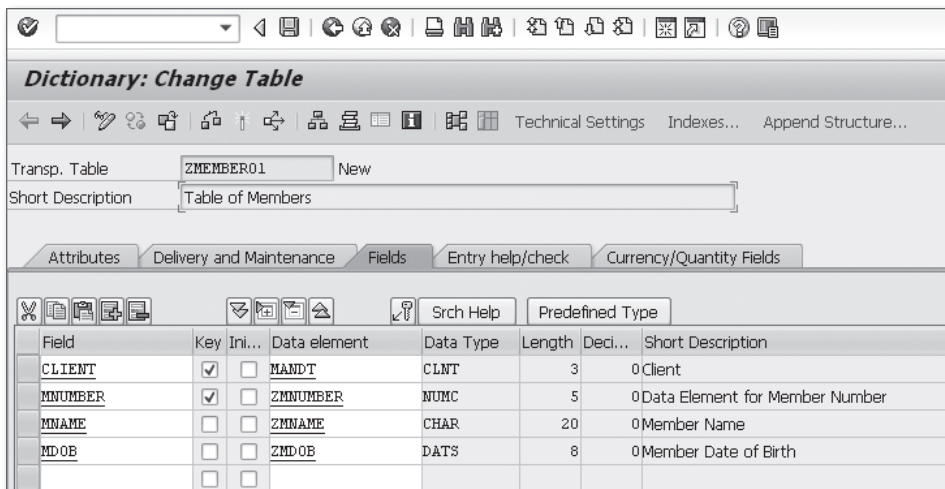 Dictionary: Change Table
Technical Settings Indexes... Append Structure...
Transp. Table ZMEMBER01 New
Short Description Table of Members
Attributes Delivery and Maintenance Fields Entry help/check Currency/Quantity Fields
Srch Help Predefined Type
Field Key Ini... Data element Data Type Length Deci... Short Description
CLIENT MANDT CLNT 3 0 Client
MNUMBER ZMNUMBER NUMC 5 0 Data Element for Member Number
MNAME ZMNAME CHAR 20 0 Member Name
MDOB ZMDOB DATS 8 0 Member Date of Birth